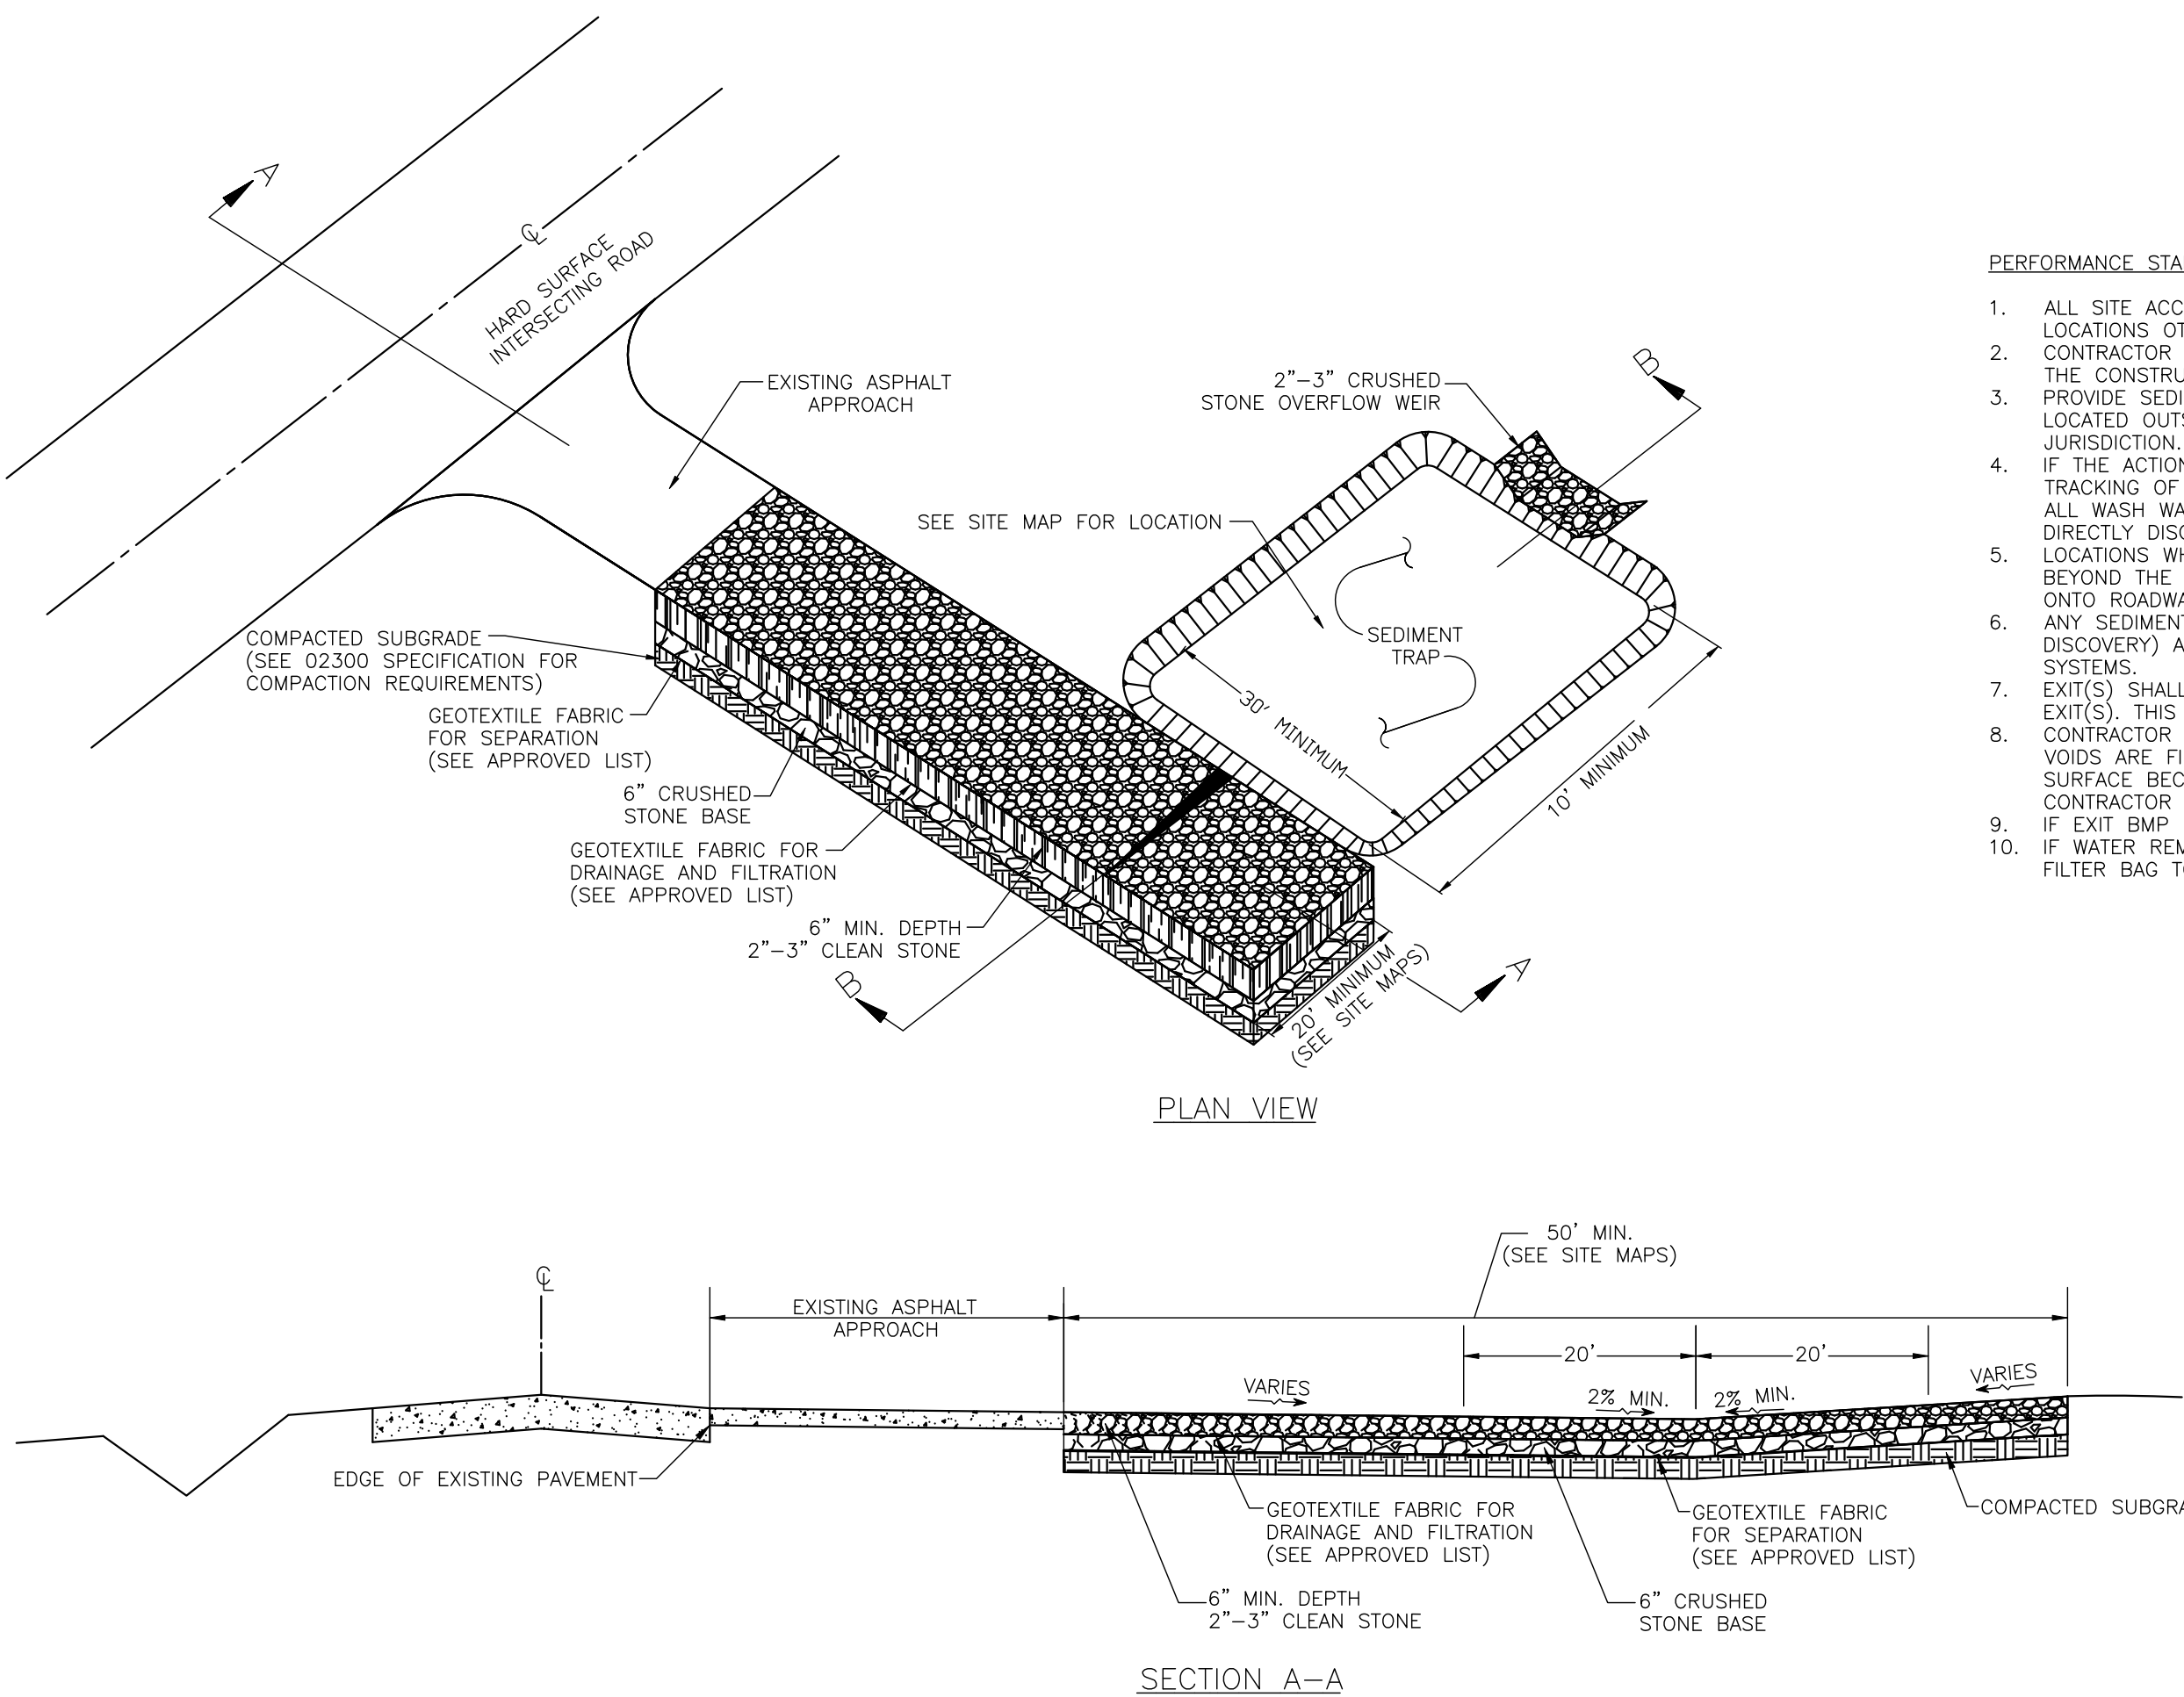 A
℄
HARD SURFACE
INTERSECTING ROAD
EXISTING ASPHALT
APPROACH
2"-3" CRUSHED
STONE OVERFLOW WEIR
B
SEE SITE MAP FOR LOCATION
SEDIMENT
TRAP
30' MINIMUM
10' MINIMUM
COMPACTED SUBGRADE
(SEE 02300 SPECIFICATION FOR
COMPACTION REQUIREMENTS)
GEOTEXTILE FABRIC
FOR SEPARATION
(SEE APPROVED LIST)
6" CRUSHED
STONE BASE
GEOTEXTILE FABRIC FOR
DRAINAGE AND FILTRATION
(SEE APPROVED LIST)
6" MIN. DEPTH
2"-3" CLEAN STONE
B
20' MINIMUM
(SEE SITE MAPS)
A
PLAN VIEW
PERFORMANCE STA
1. ALL SITE ACC
LOCATIONS OT
2. CONTRACTOR
THE CONSTRU
3. PROVIDE SEDI
LOCATED OUTS
JURISDICTION.
4. IF THE ACTION
TRACKING OF
ALL WASH WA
DIRECTLY DISC
5. LOCATIONS WH
BEYOND THE
ONTO ROADWA
6. ANY SEDIMENT
DISCOVERY) A
SYSTEMS.
7. EXIT(S) SHALL
EXIT(S). THIS
8. CONTRACTOR
VOIDS ARE FI
SURFACE BEC
CONTRACTOR
9. IF EXIT BMP
10. IF WATER REM
FILTER BAG TO
50' MIN.
(SEE SITE MAPS)
℄
EXISTING ASPHALT
APPROACH
20'
20'
VARIES
2% MIN.
2% MIN.
VARIES
EDGE OF EXISTING PAVEMENT
GEOTEXTILE FABRIC FOR
DRAINAGE AND FILTRATION
(SEE APPROVED LIST)
GEOTEXTILE FABRIC
FOR SEPARATION
(SEE APPROVED LIST)
COMPACTED SUBGRA
6" MIN. DEPTH
2"-3" CLEAN STONE
6" CRUSHED
STONE BASE
SECTION A-A